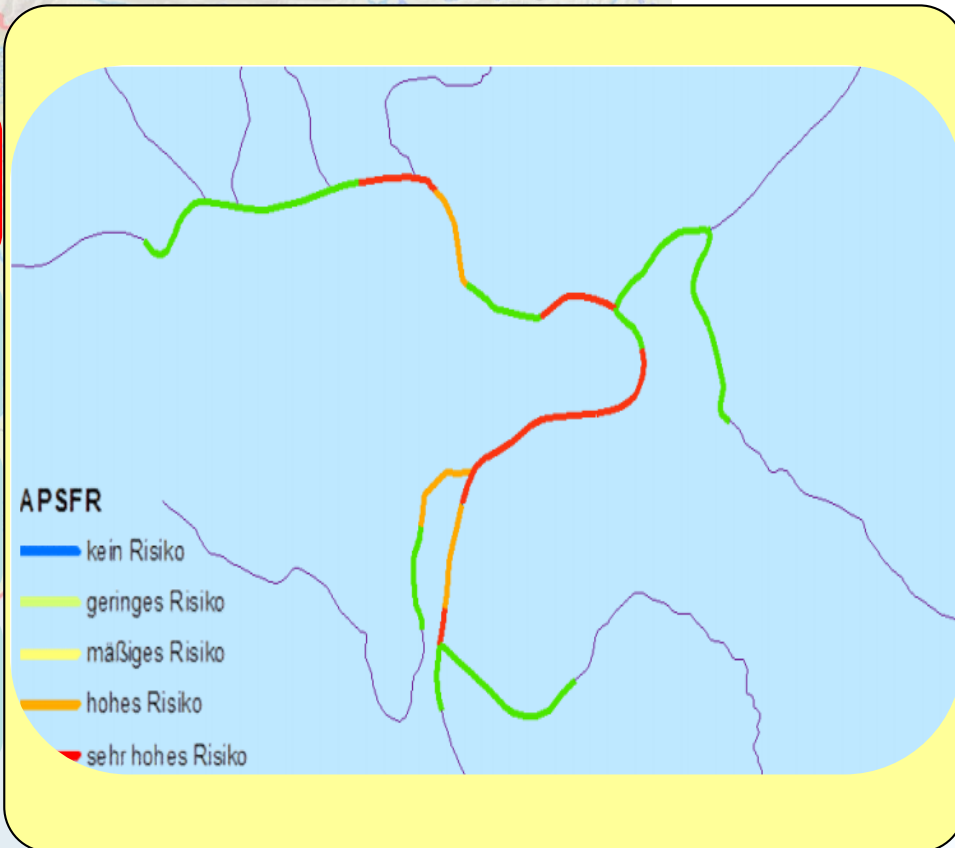 APSFR
kein Risiko
geringes Risiko
mäßiges Risiko
hohes Risiko
sehr hohes Risiko